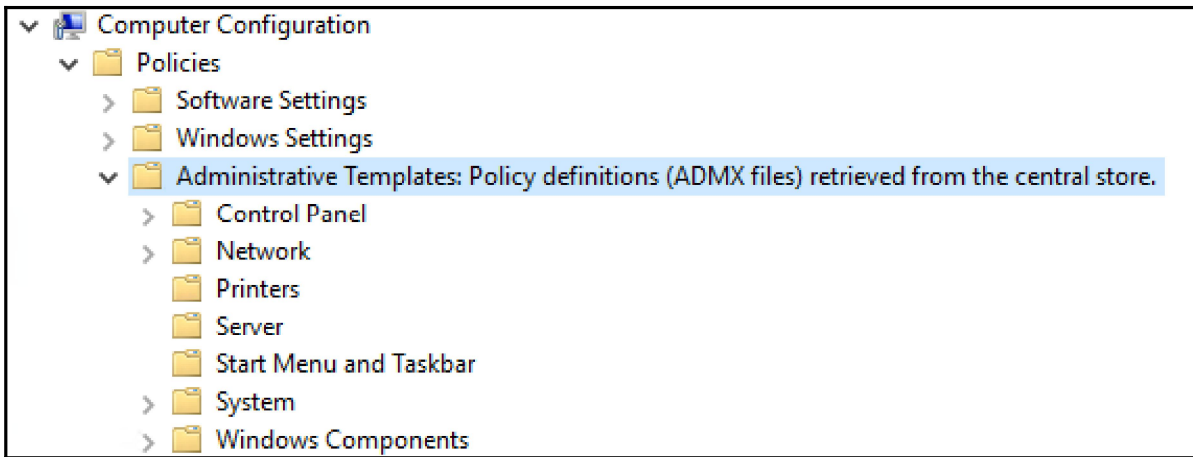 Computer Configuration
Policies
Software Settings
Windows Settings
Administrative Templates: Policy definitions (ADMX files) retrieved from the central store.
Control Panel
Network
Printers
Server
Start Menu and Taskbar
System
Windows Components